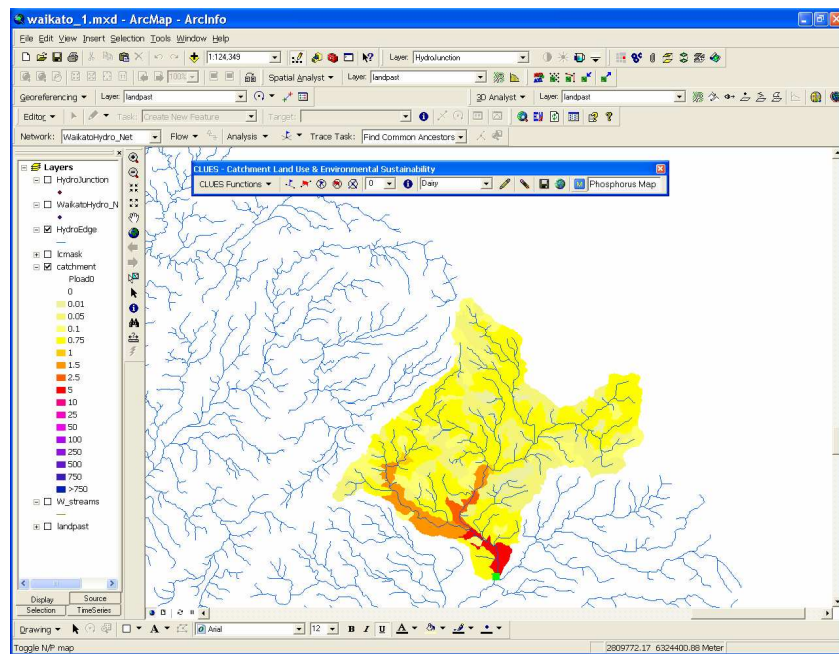 waikato_1.mxd - ArcMap - ArcInfo
File Edit View Insert Selection Tools Window Help
1:124,349 Layer: HydroJunction
100% Spatial Analyst Layer: landpast
Georeferencing Layer: landpast 3D Analyst Layer: landpast
Editor Task: Create New Feature Target:
Network: WaikatoHydro_Net Flow Analysis Trace Task: Find Common Ancestors
CLUES - Catchment Land Use & Environmental Sustainability
CLUES Functions 0 Dairy Phosphorus Map
Layers
HydroJunction
WaikatoHydro_N
HydroEdge
lcmask
catchment
Pload0
0
0.01
0.05
0.1
0.75
1
1.5
2.5
5
10
25
50
100
250
500
750
>750
W_streams
landpast
Display Source
Selection TimeSeries
Drawing A Arial 12 B I U A
Toggle N/P map 2809772.17 6324400.88 Meter